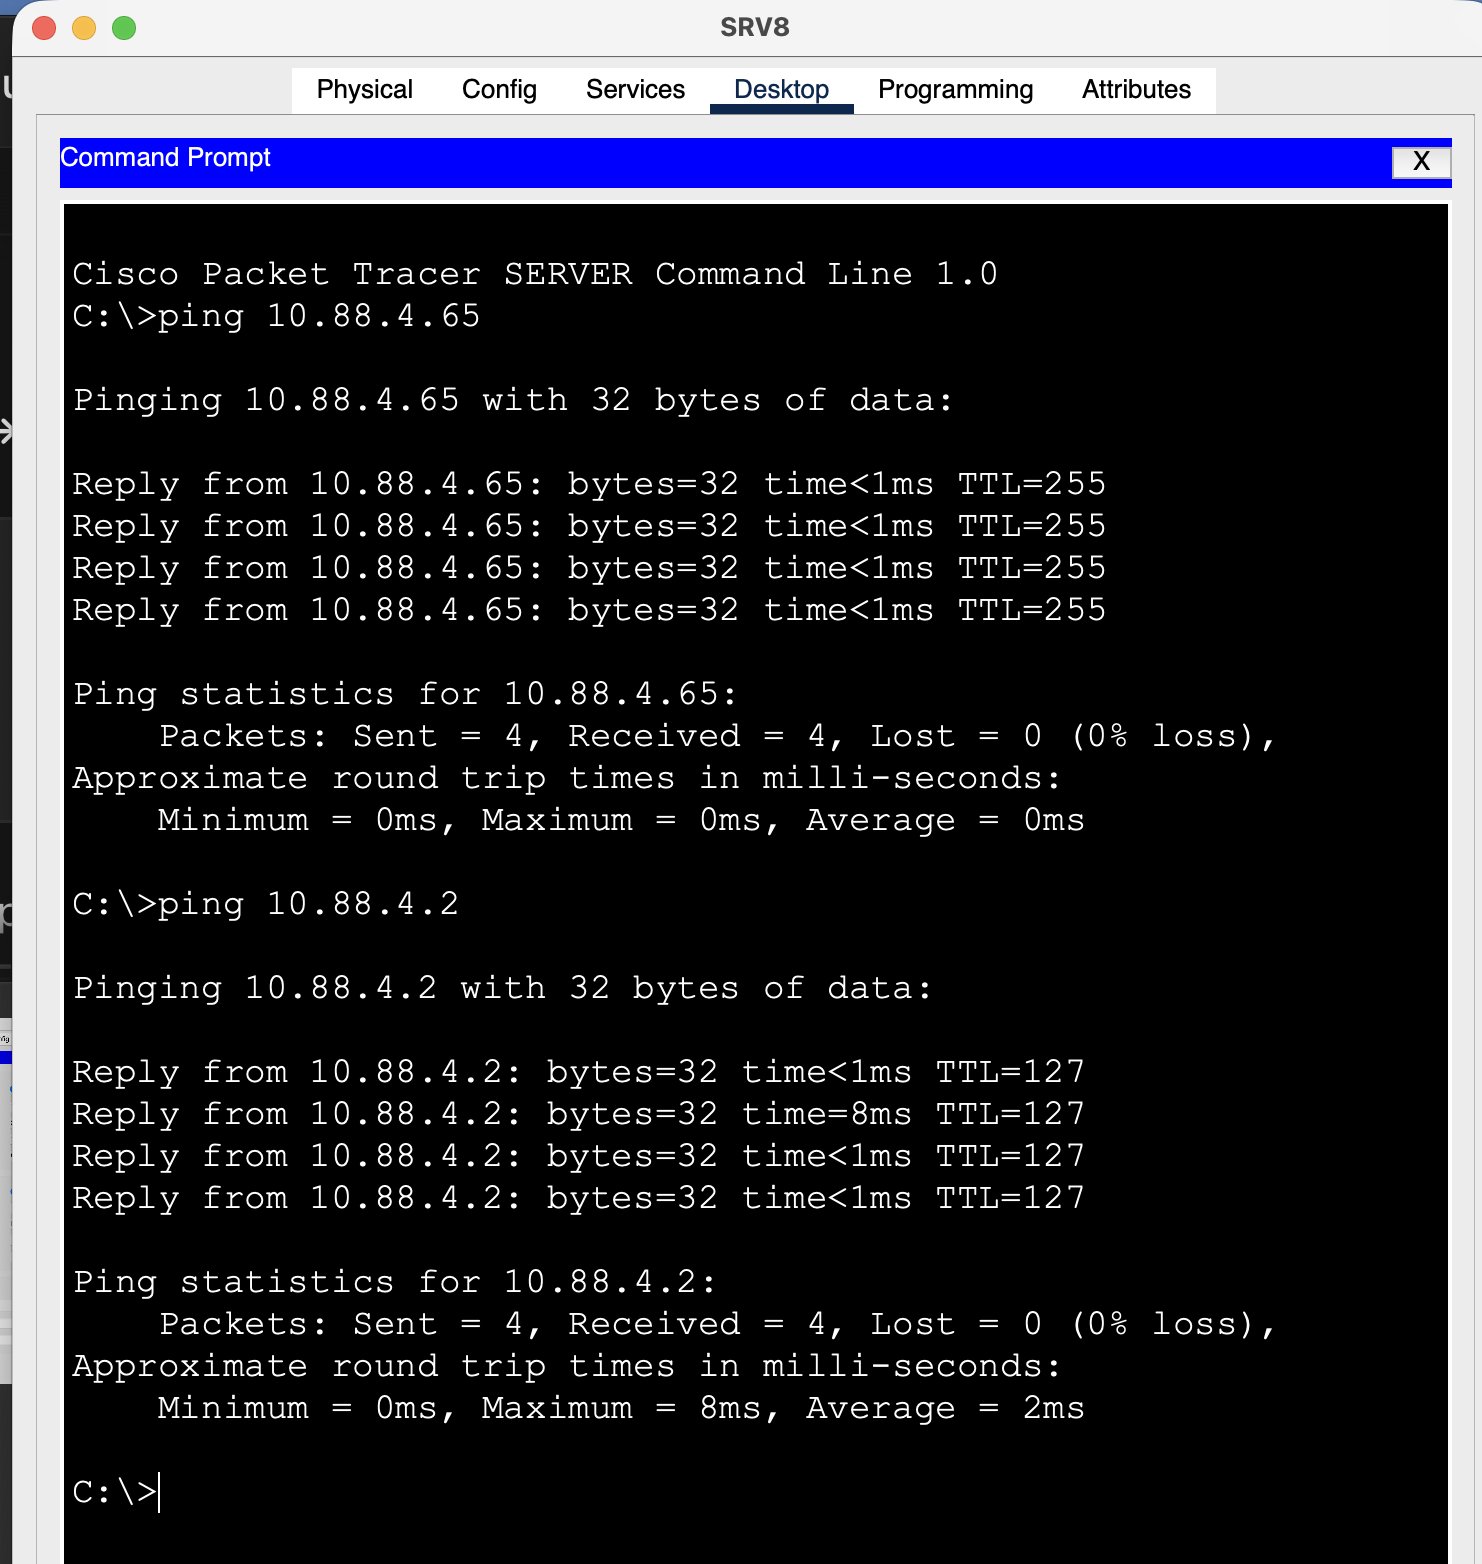 SRV8
Physical Config Services Desktop Programming Attributes
Command Prompt
X
Cisco Packet Tracer SERVER Command Line 1.0
C:\>ping 10.88.4.65
Pinging 10.88.4.65 with 32 bytes of data:
Reply from 10.88.4.65: bytes=32 time<1ms TTL=255
Reply from 10.88.4.65: bytes=32 time<1ms TTL=255
Reply from 10.88.4.65: bytes=32 time<1ms TTL=255
Reply from 10.88.4.65: bytes=32 time<1ms TTL=255
Ping statistics for 10.88.4.65:
Packets: Sent = 4, Received = 4, Lost = 0 (0% loss),
Approximate round trip times in milli-seconds:
Minimum = 0ms, Maximum = 0ms, Average = 0ms
C:\>ping 10.88.4.2
Pinging 10.88.4.2 with 32 bytes of data:
Reply from 10.88.4.2: bytes=32 time<1ms TTL=127
Reply from 10.88.4.2: bytes=32 time=8ms TTL=127
Reply from 10.88.4.2: bytes=32 time<1ms TTL=127
Reply from 10.88.4.2: bytes=32 time<1ms TTL=127
Ping statistics for 10.88.4.2:
Packets: Sent = 4, Received = 4, Lost = 0 (0% loss),
Approximate round trip times in milli-seconds:
Minimum = 0ms, Maximum = 8ms, Average = 2ms
C:\>